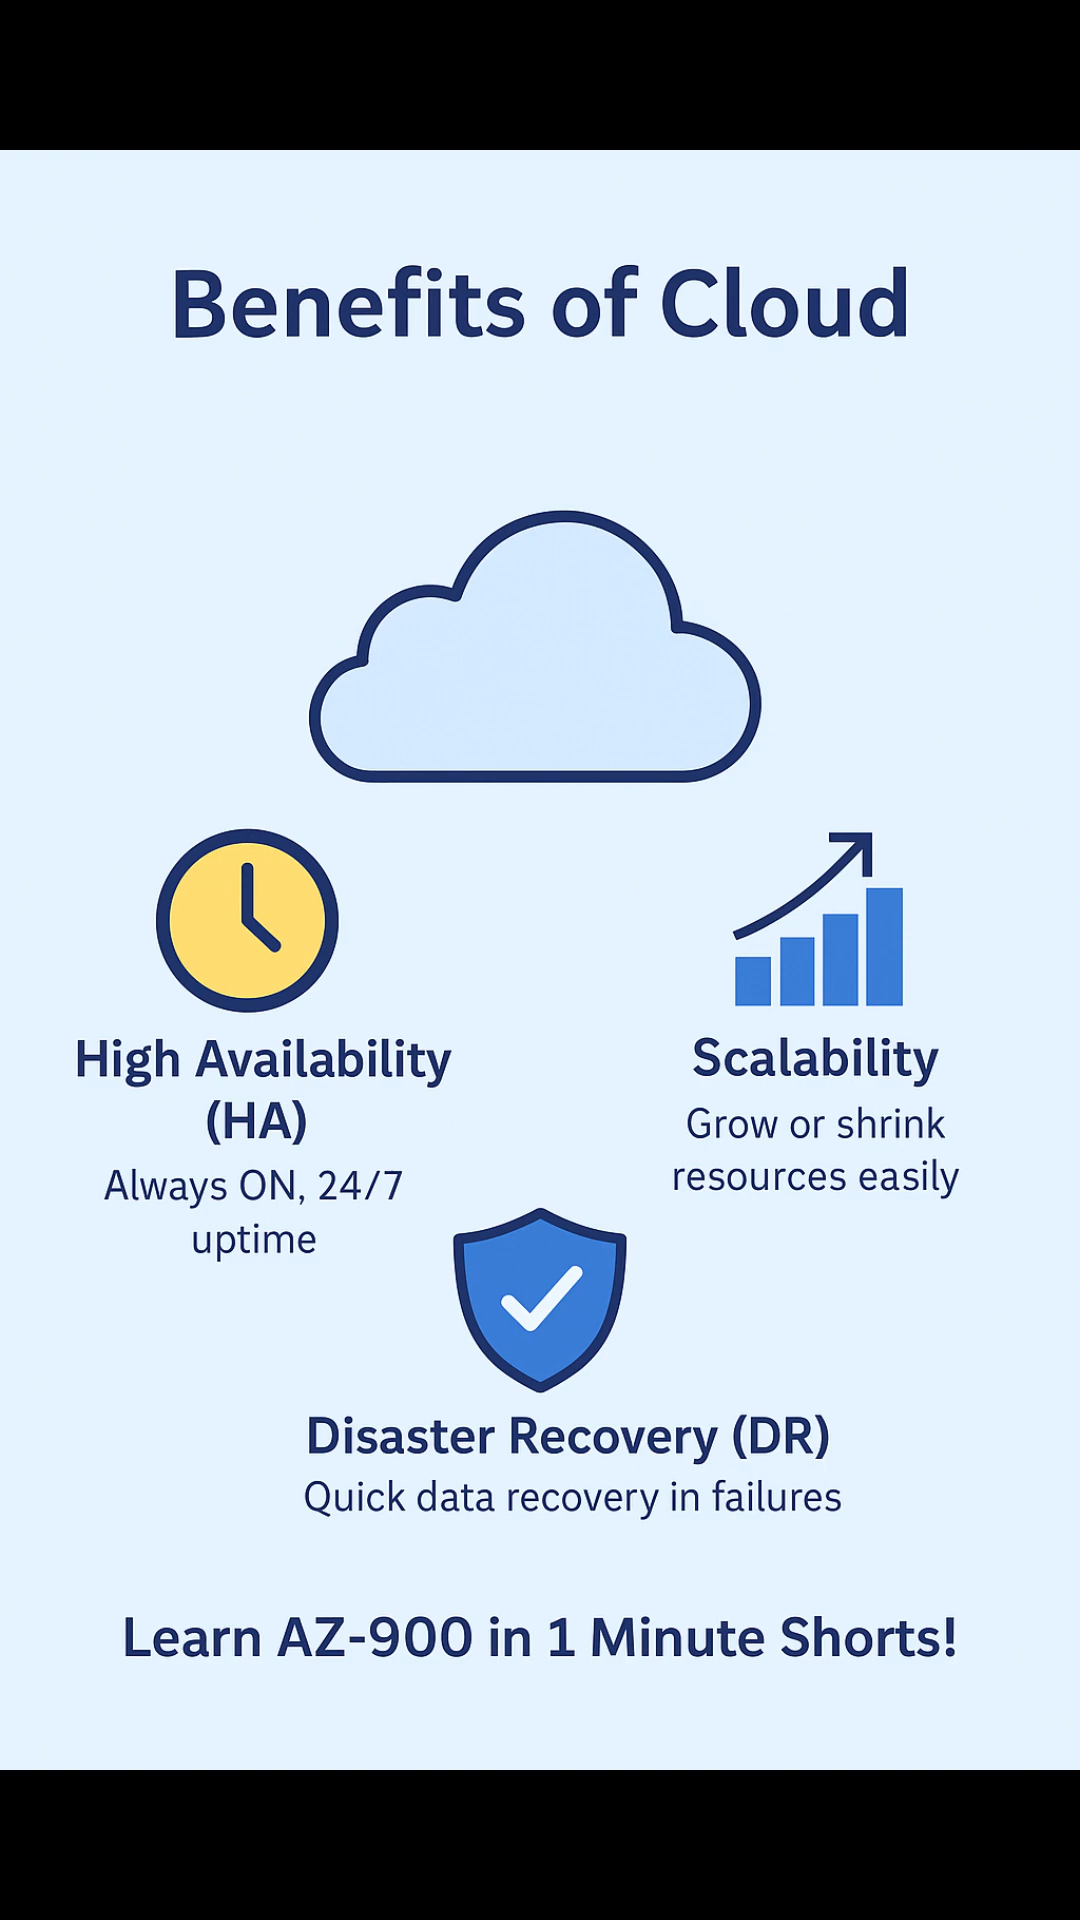 Benefits of Cloud
High Availability
(HA)
Always ON, 24/7
uptime
Scalability
Grow or shrink
resources easily
Disaster Recovery (DR)
Quick data recovery in failures
Learn AZ-900 in 1 Minute Shorts!